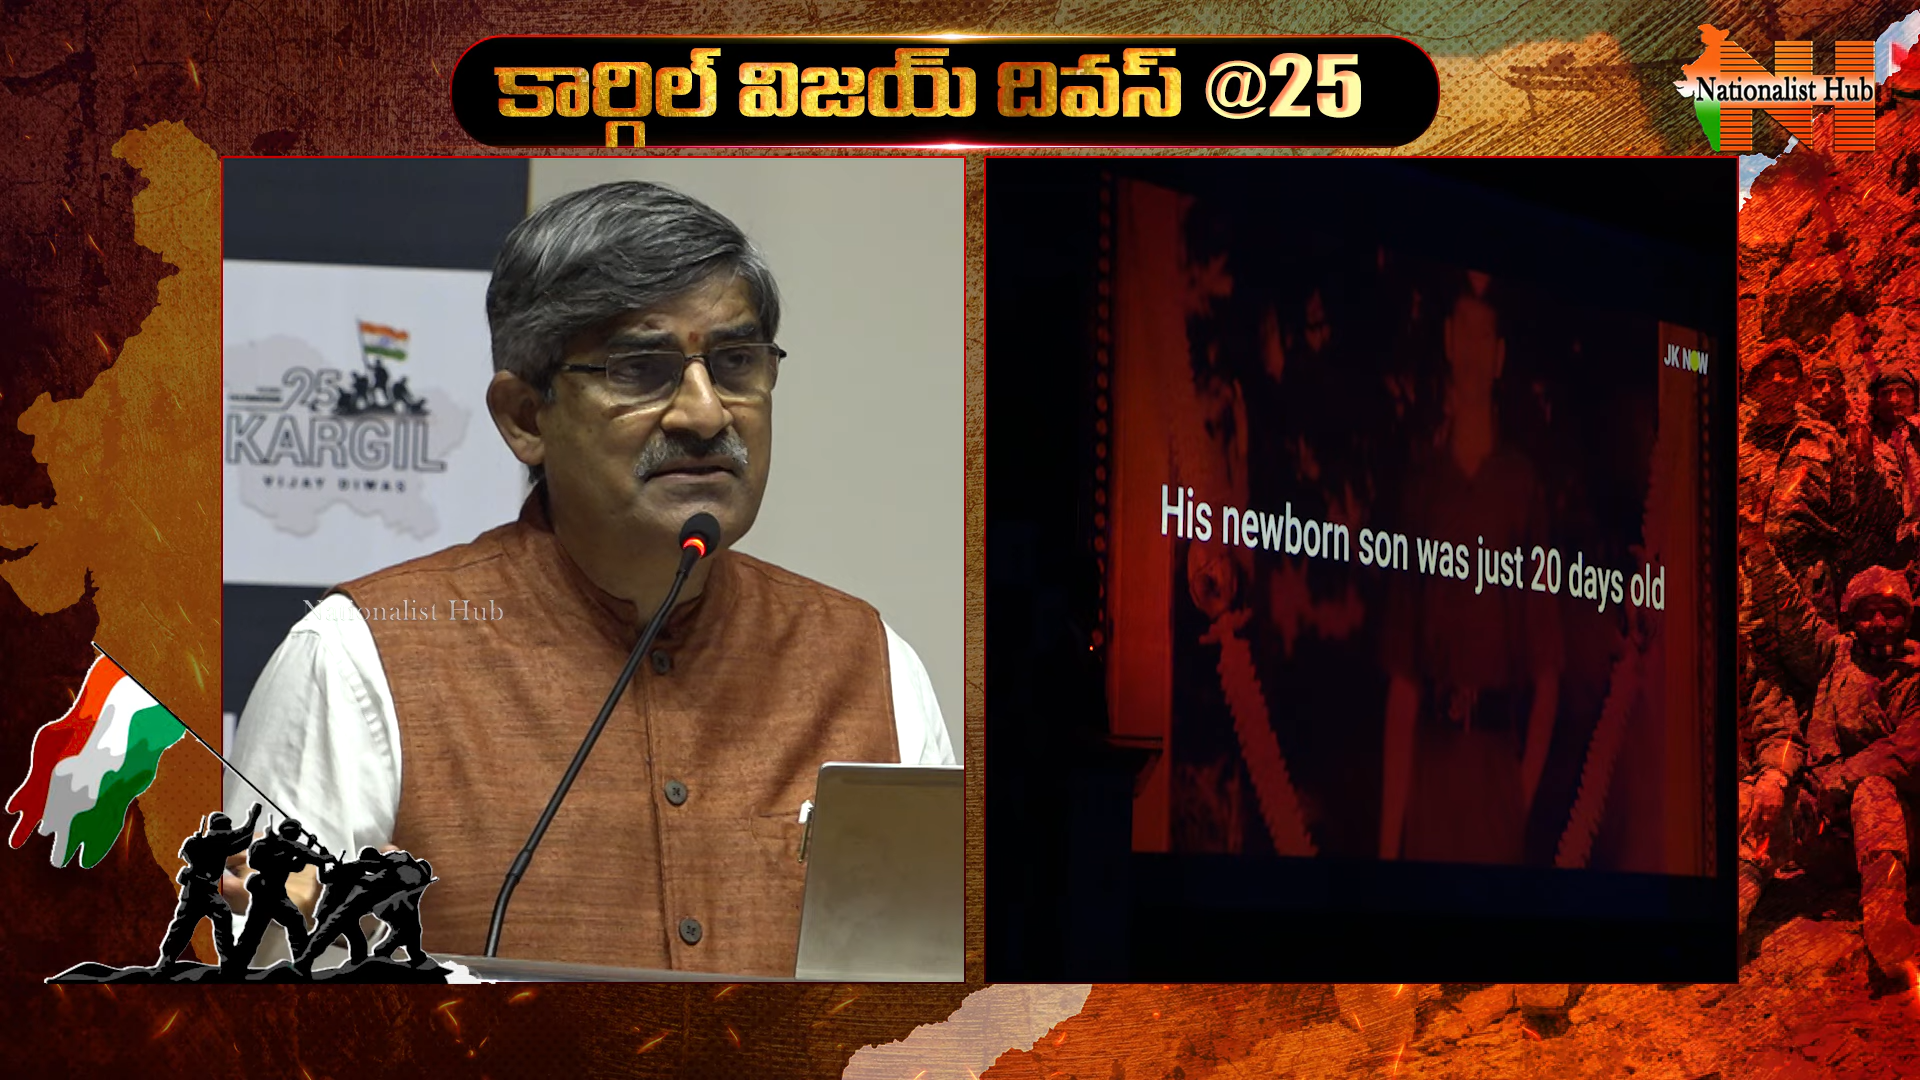 కార్గిల్ విజయ్ దివస్ @25
NH
Nationalist Hub
25
KARGIL
VIJAY DIWAS
Nationalist Hub
JK NOW
His newborn son was just 20 days old